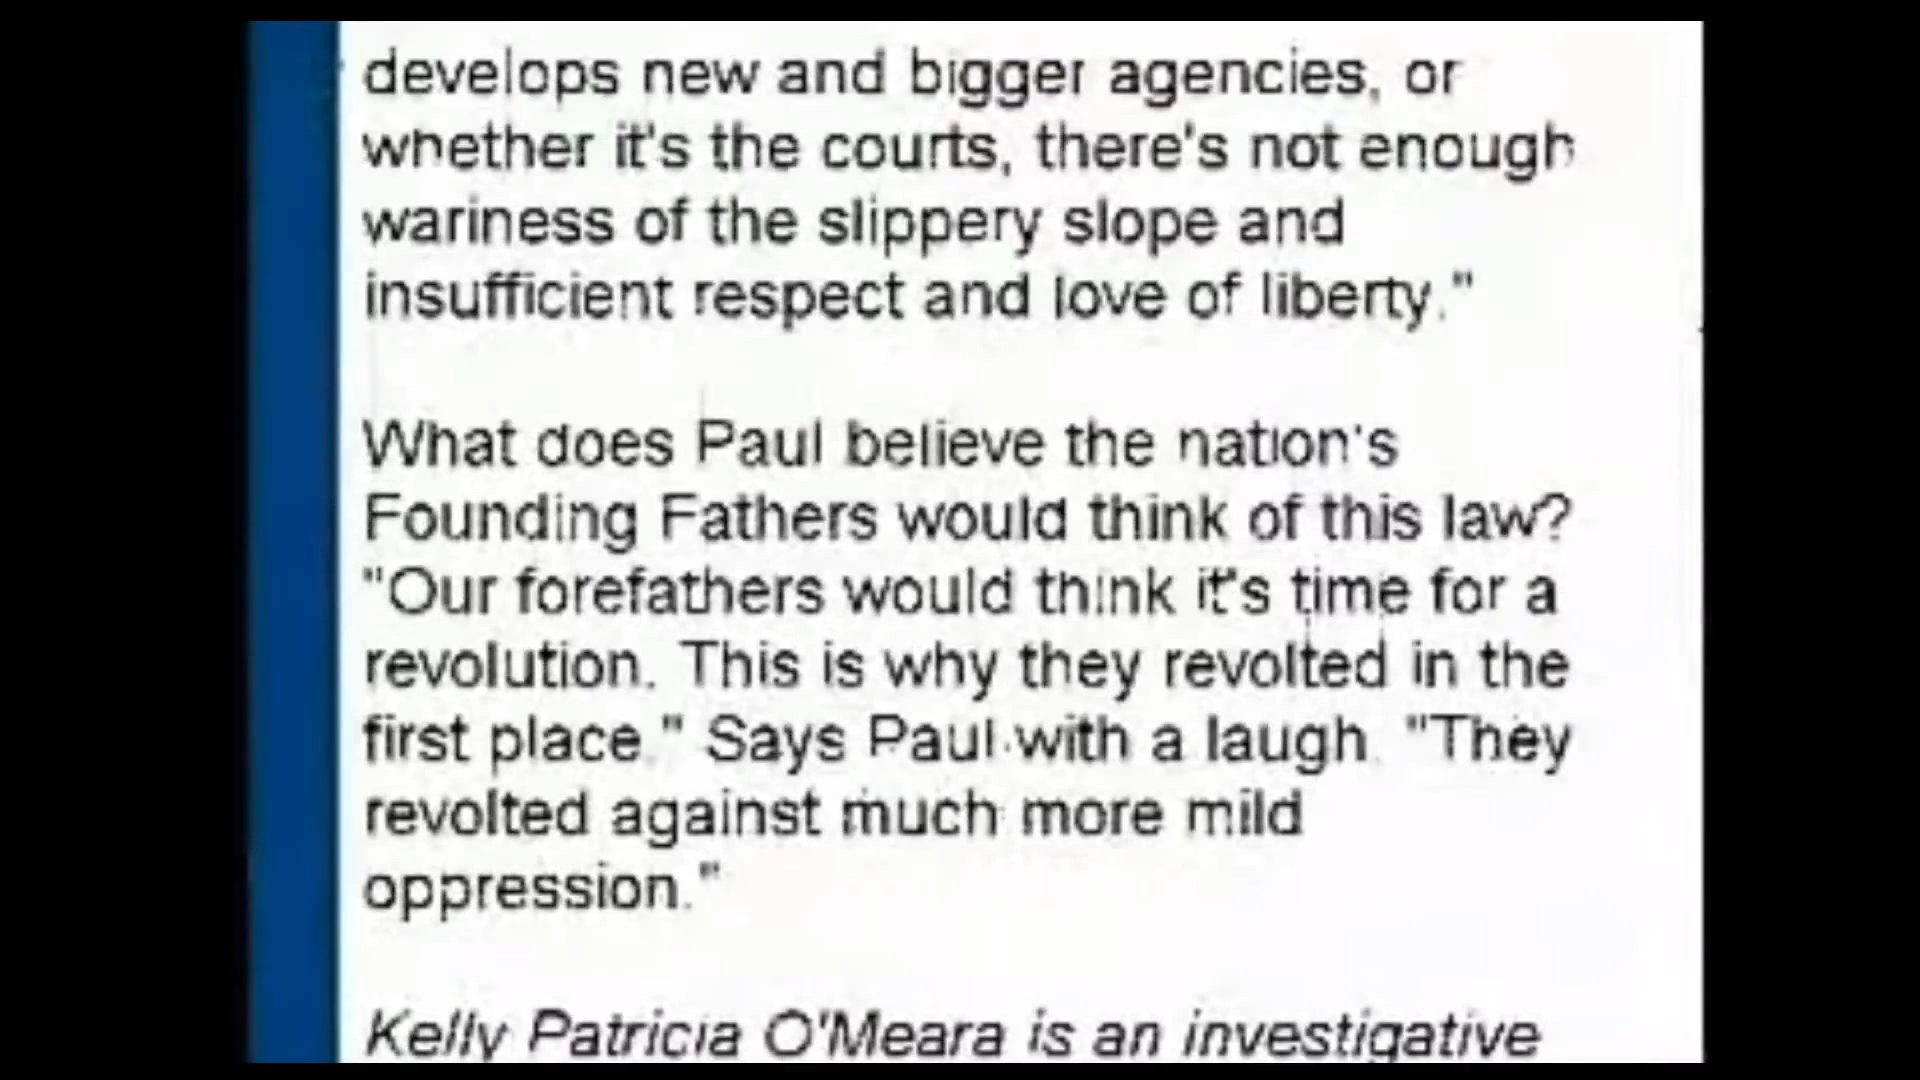 develops new and bigger agencies, or
whether it's the courts, there's not enough
wariness of the slippery slope and
insufficient respect and love of liberty."
What does Paul believe the nation's
Founding Fathers would think of this law?
"Our forefathers would think it's time for a
revolution. This is why they revolted in the
first place." Says Paul with a laugh. "They
revolted against much more mild
oppression."
Kelly Patricia O'Meara is an investigative